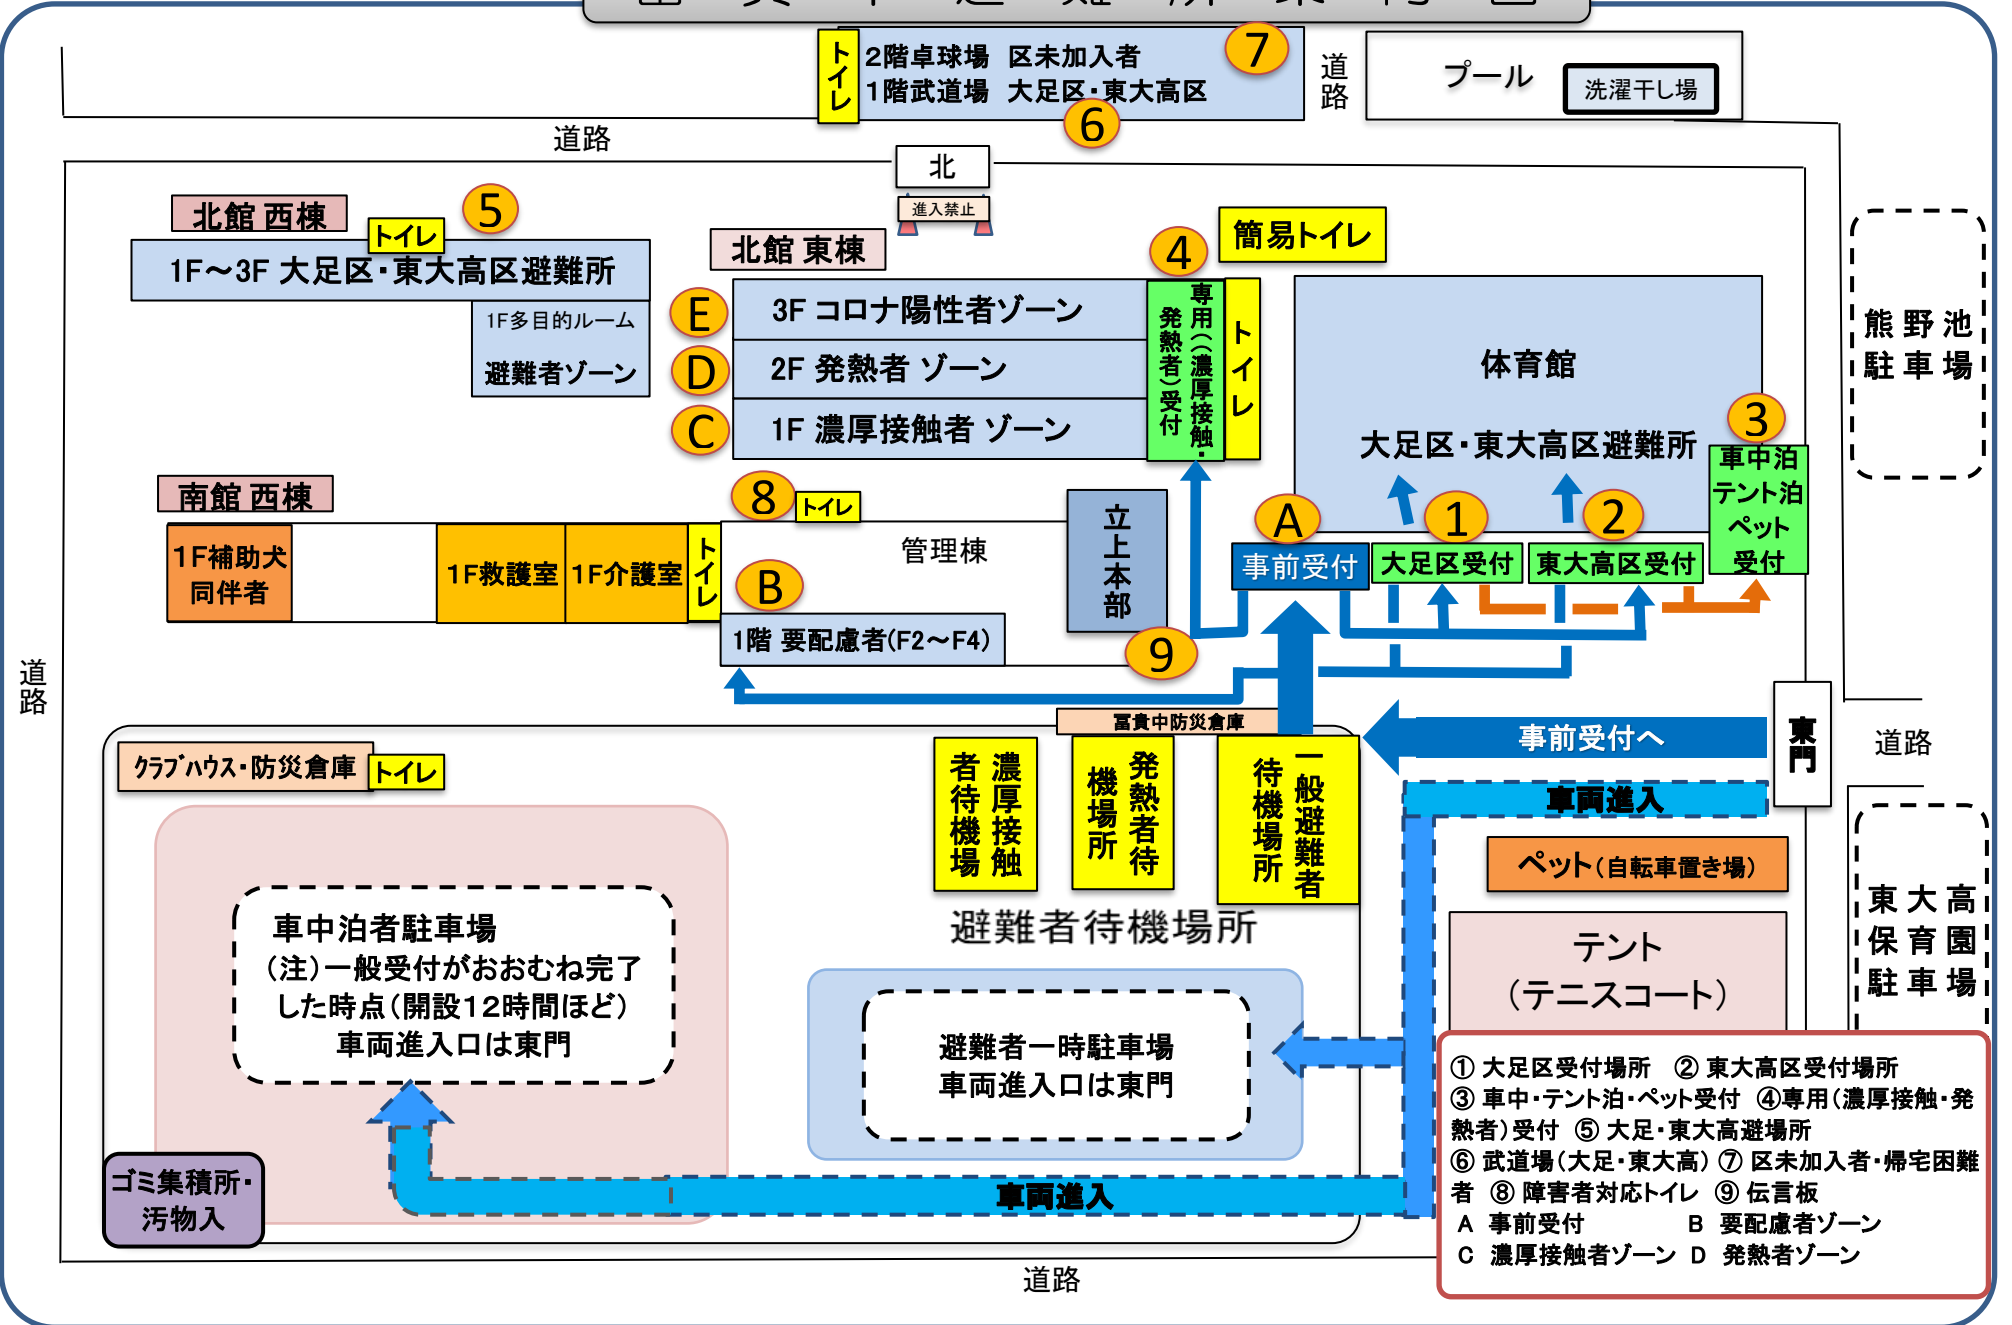 2階卓球場 区未加入者
⑦
1階武道場 大足区・東大高区
⑥
トイレ
道路
プール
洗濯干し場
道路
北
進入禁止
北館 西棟
⑤
トイレ
1F～3F 大足区・東大高区避難所
1F多目的ルーム
避難者ゾーン
北館 東棟
④
簡易トイレ
E
3F コロナ陽性者ゾーン
D
2F 発熱者 ゾーン
C
1F 濃厚接触者 ゾーン
専用((濃厚接触・
発熱者)受付
トイレ
体育館
大足区・東大高区避難所
③
車中泊
テント泊
ペット
受付
熊野池
駐車場
南館 西棟
1F補助犬
同伴者
1F救護室
1F介護室
トイレ
⑧
トイレ
管理棟
B
1階 要配慮者(F2～F4)
立上本部
⑨
A
事前受付
①
大足区受付
②
東大高区受付
道路
冨貴中防災倉庫
事前受付へ
東門
道路
車両進入
クラブハウス・防災倉庫
トイレ
濃厚接触
者待機場
発熱者待
機場所
一般避難者
待機場所
避難者待機場所
ペット(自転車置き場)
テント
(テニスコート)
東大高
保育園
駐車場
車中泊者駐車場
(注)一般受付がおおむね完了
した時点(開設12時間ほど)
車両進入口は東門
避難者一時駐車場
車両進入口は東門
ゴミ集積所・
汚物入
車両進入
道路
① 大足区受付場所 ② 東大高区受付場所
③ 車中・テント泊・ペット受付 ④専用(濃厚接触・発
熱者)受付 ⑤ 大足・東大高避場所
⑥ 武道場(大足・東大高) ⑦ 区未加入者・帰宅困難
者 ⑧ 障害者対応トイレ ⑨ 伝言板
A 事前受付 B 要配慮者ゾーン
C 濃厚接触者ゾーン D 発熱者ゾーン